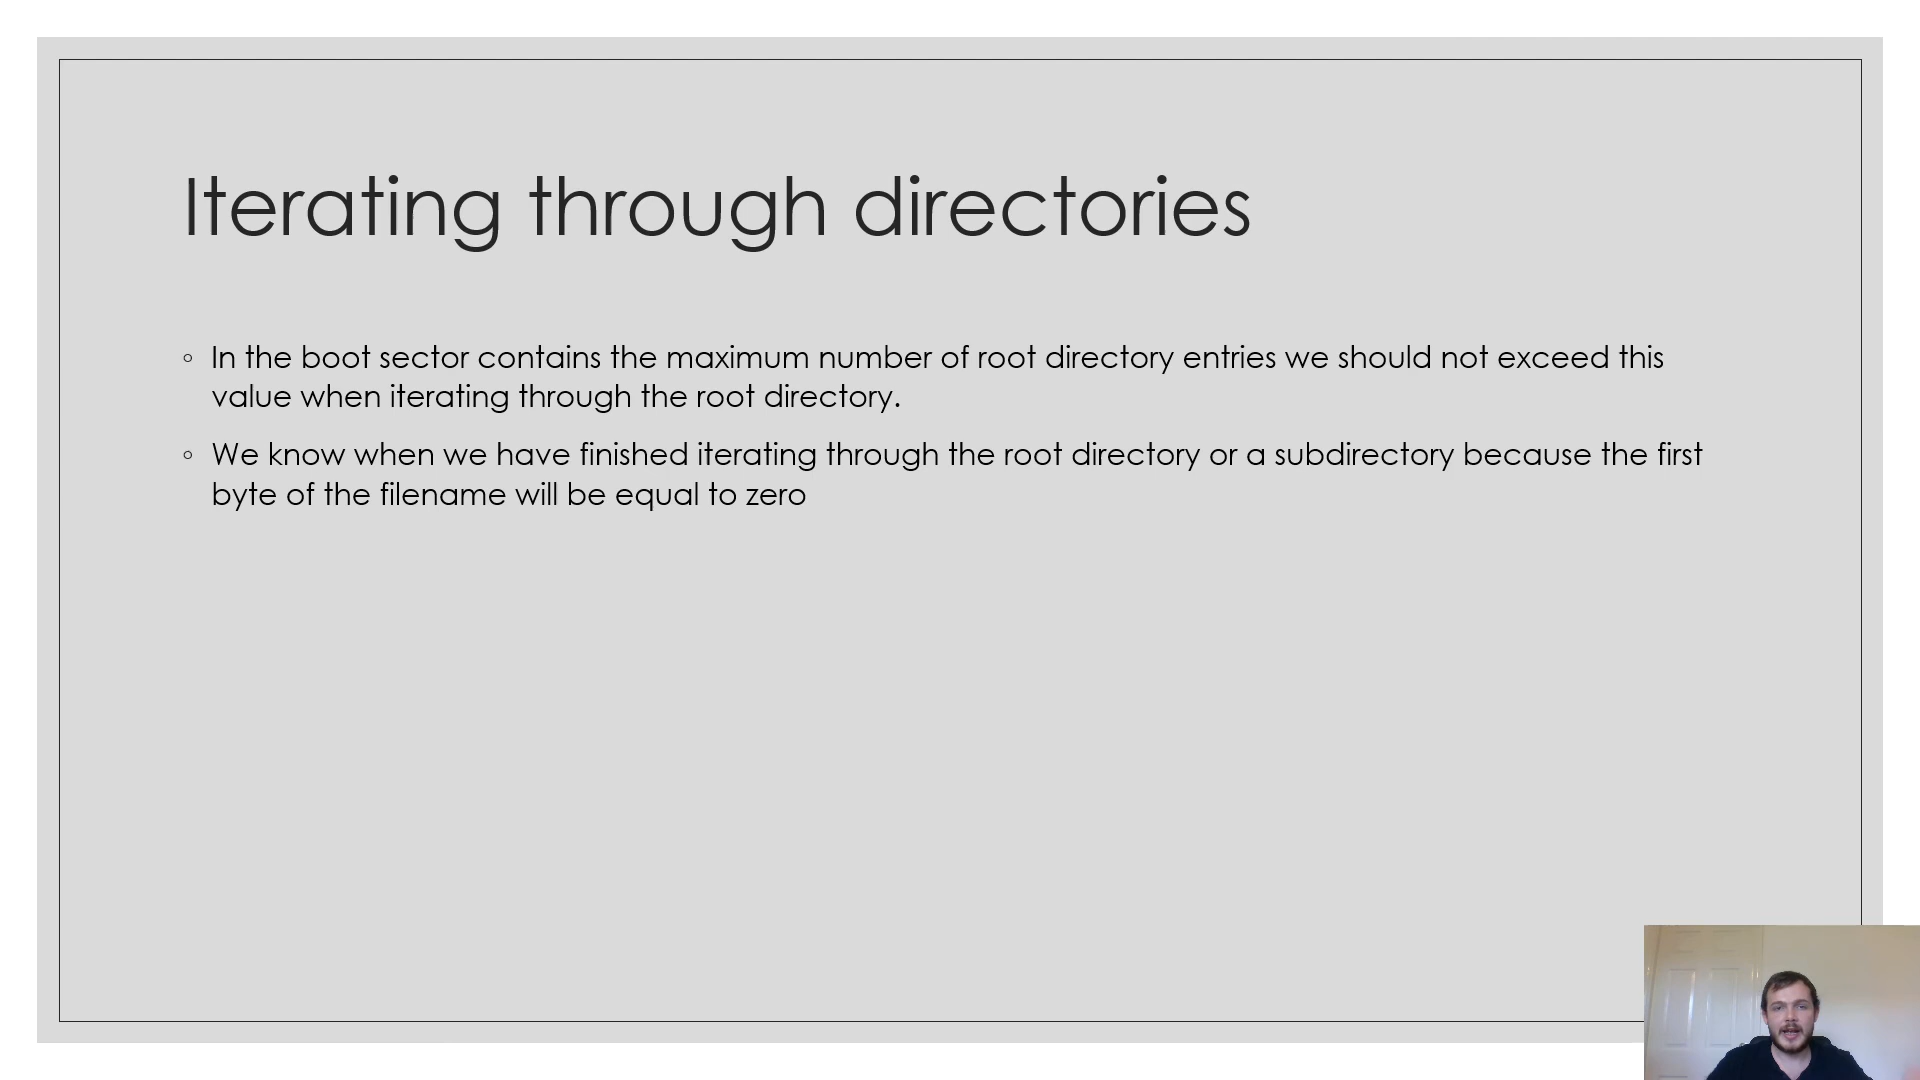 Iterating through directories
◦ In the boot sector contains the maximum number of root directory entries we should not exceed this
value when iterating through the root directory.
◦ We know when we have finished iterating through the root directory or a subdirectory because the first
byte of the filename will be equal to zero